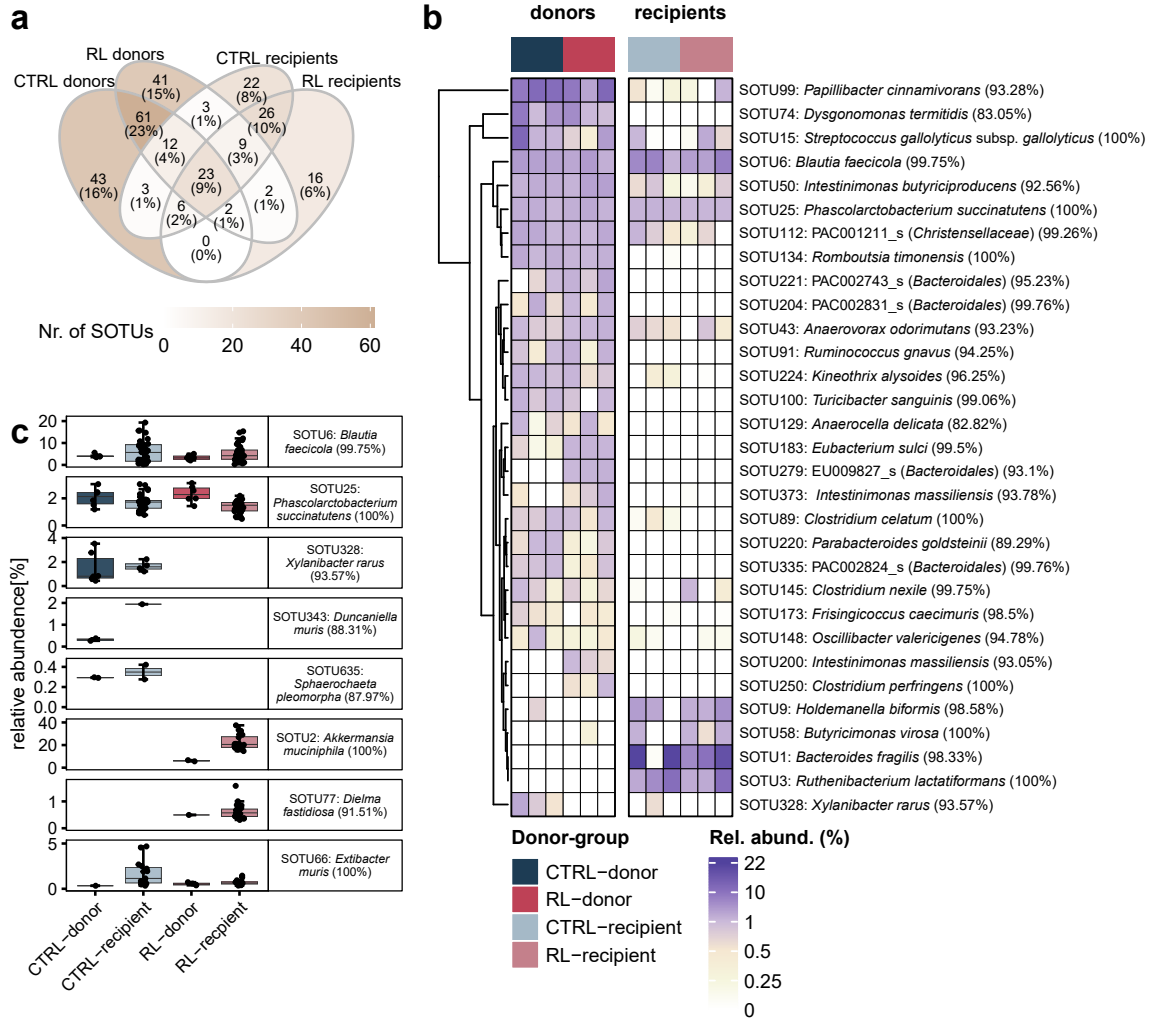 a
RL donors
CTRL recipients
CTRL donors
RL recipients
41
(15%)
22
(8%)
3
(1%)
61
(23%)
26
(10%)
12
(4%)
9
(3%)
43
(16%)
23
(9%)
16
(6%)
3
(1%)
2
(1%)
6
(2%)
2
(1%)
0
(0%)
Nr. of SOTUs
0 20 40 60
b
donors recipients
SOTU99: Papillibacter cinnamivorans (93.28%)
SOTU74: Dysgonomonas termitidis (83.05%)
SOTU15: Streptococcus gallolyticus subsp. gallolyticus (100%)
SOTU6: Blautia faecicola (99.75%)
SOTU50: Intestinimonas butyriciproducens (92.56%)
SOTU25: Phascolarctobacterium succinatutens (100%)
SOTU112: PAC001211_s (Christensellaceae) (99.26%)
SOTU134: Romboutsia timonensis (100%)
SOTU221: PAC002743_s (Bacteroidales) (95.23%)
SOTU204: PAC002831_s (Bacteroidales) (99.76%)
SOTU43: Anaerovorax odorimutans (93.23%)
SOTU91: Ruminococcus gnavus (94.25%)
SOTU224: Kineothrix alysoides (96.25%)
SOTU100: Turicibacter sanguinis (99.06%)
SOTU129: Anaerocella delicata (82.82%)
SOTU183: Eubacterium sulci (99.5%)
SOTU279: EU009827_s (Bacteroidales) (93.1%)
SOTU373: Intestinimonas massiliensis (93.78%)
SOTU89: Clostridium celatum (100%)
SOTU220: Parabacteroides goldsteinii (89.29%)
SOTU335: PAC002824_s (Bacteroidales) (99.76%)
SOTU145: Clostridium nexile (99.75%)
SOTU173: Frisingicoccus caecimuris (98.5%)
SOTU148: Oscillibacter valericigenes (94.78%)
SOTU200: Intestinimonas massiliensis (93.05%)
SOTU250: Clostridium perfringens (100%)
SOTU9: Holdemanella biformis (98.58%)
SOTU58: Butyricimonas virosa (100%)
SOTU1: Bacteroides fragilis (98.33%)
SOTU3: Ruthenibacterium lactatiformans (100%)
SOTU328: Xylanibacter rarus (93.57%)
Donor-group
CTRL−donor
RL−donor
CTRL−recipient
RL−recipient
Rel. abund. (%)
22
10
1
0.5
0.25
0
c
relative abundance[%]
20
10
0
SOTU6: Blautia
faecicola
(99.75%)
2
0
SOTU25:
Phascolarctobacterium
succinatutens (100%)
4
2
0
SOTU328:
Xylanibacter rarus
(93.57%)
2
1
0
SOTU343: Duncaniella
muris (88.31%)
0.4
0.2
0.0
SOTU635:
Sphaerochaeta
pleomorpha (87.97%)
40
20
0
SOTU2: Akkermansia
muciniphila (100%)
1
0
SOTU77: Dielma
fastidiosa (91.51%)
5
0
SOTU66: Extibacter
muris (100%)
CTRL−donor
CTRL−recipient
RL−donor
RL−recipient